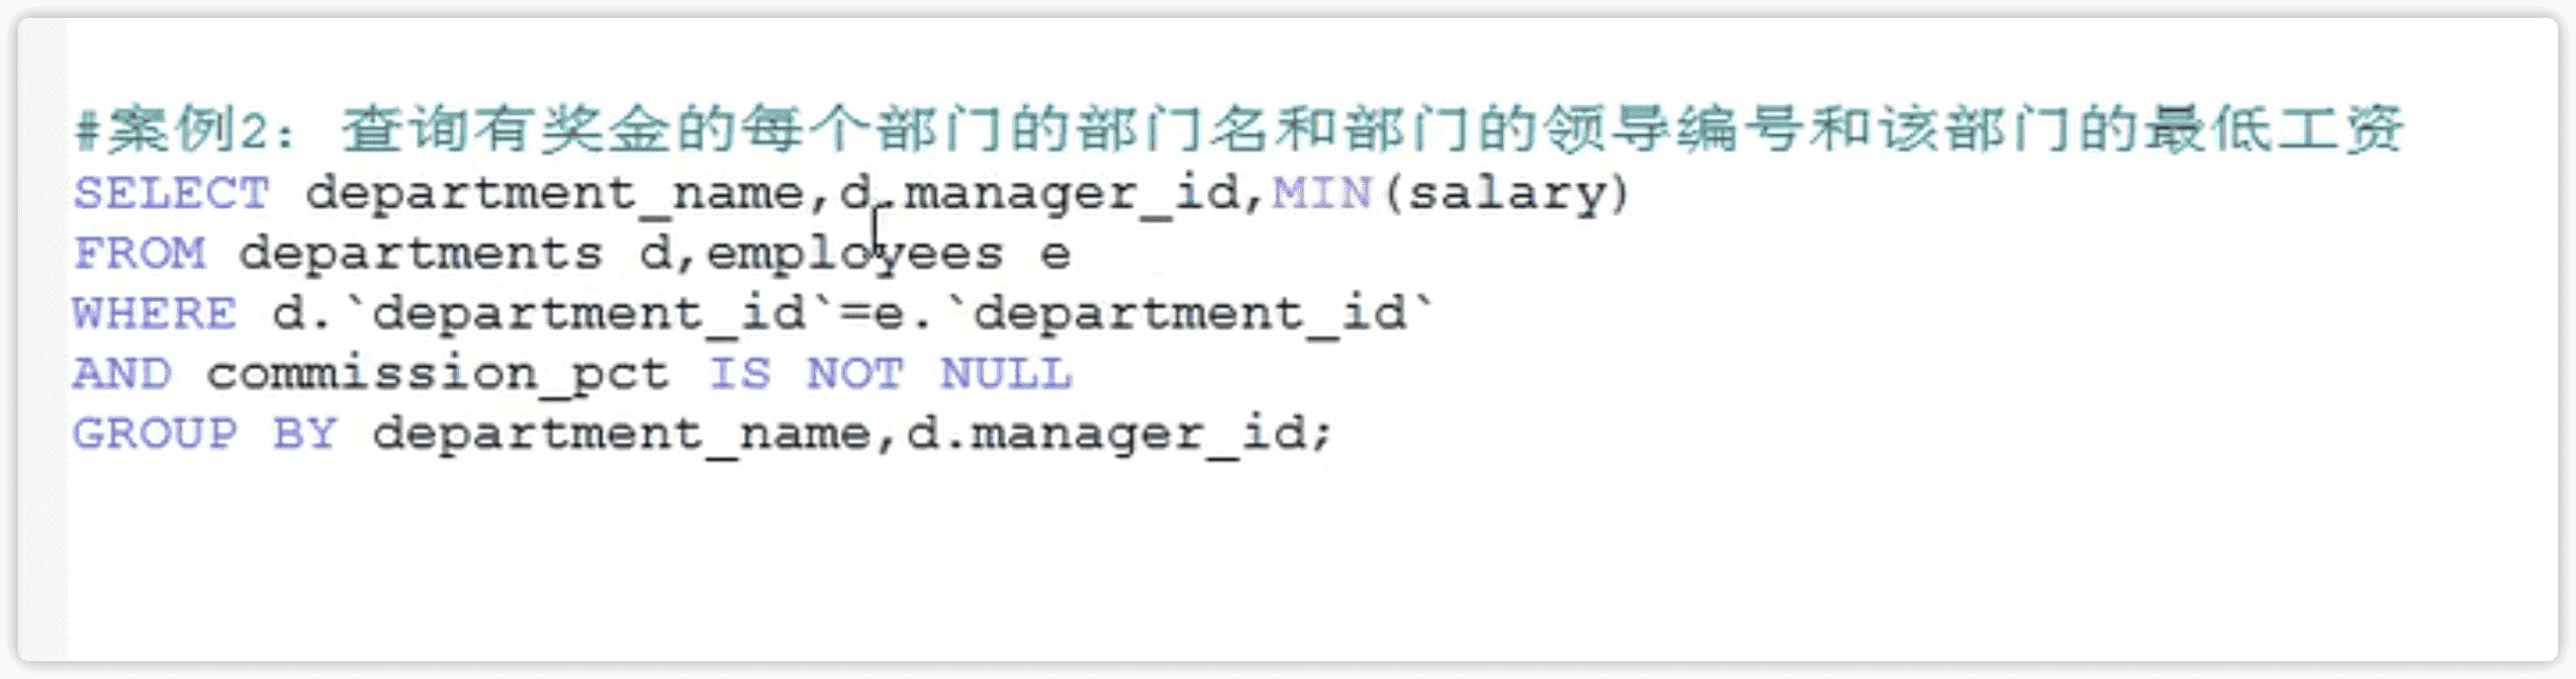 #案例2：查询有奖金的每个部门的部门名和部门的领导编号和该部门的最低工资
SELECT department_name,d.manager_id,MIN(salary)
FROM departments d,employees e
WHERE d.`department_id`=e.`department_id`
AND commission_pct IS NOT NULL
GROUP BY department_name,d.manager_id;